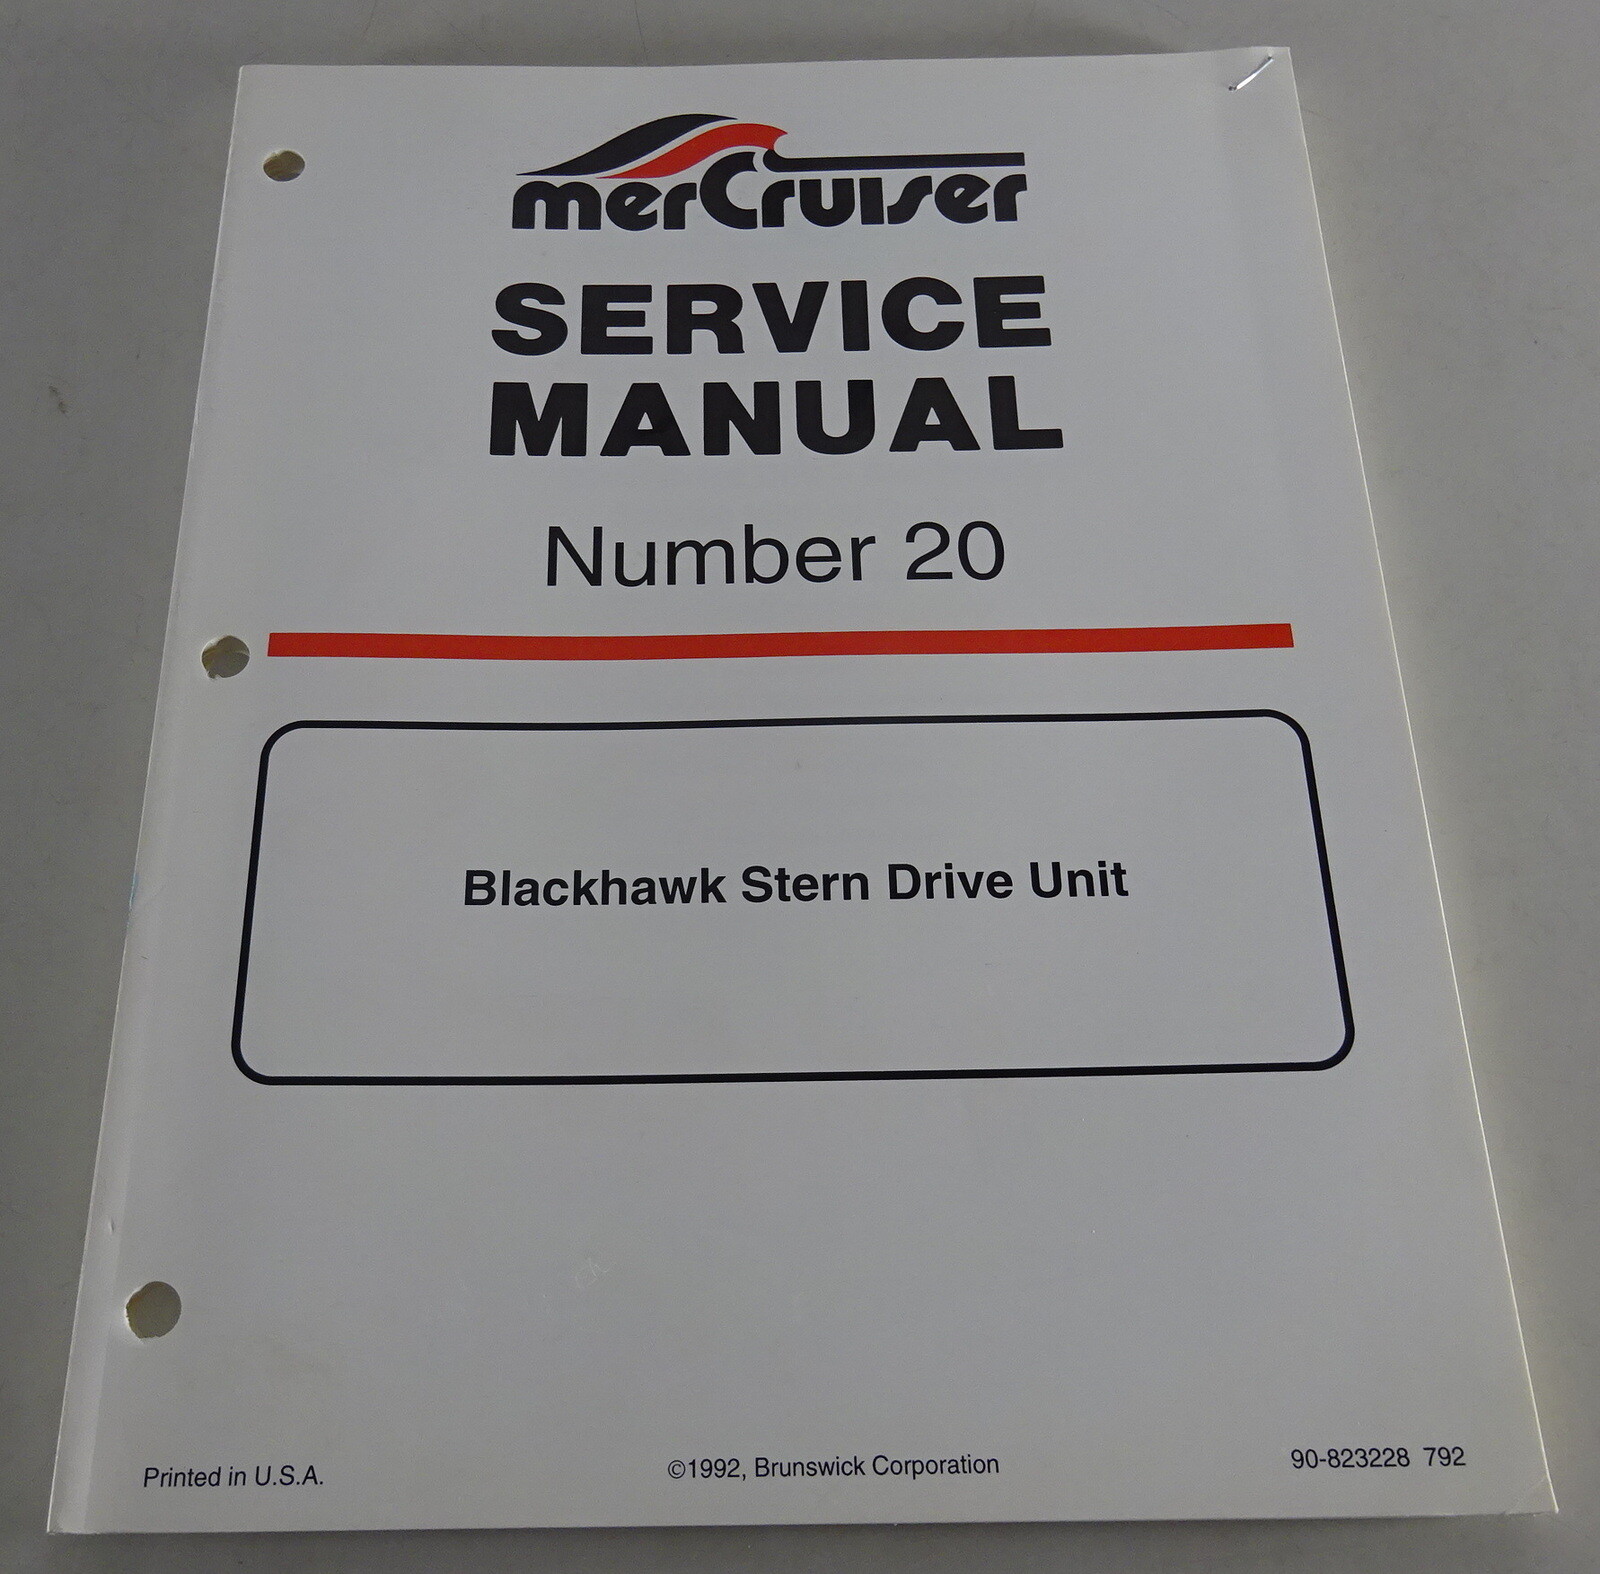 merCruiser
SERVICE
MANUAL
Number 20
Blackhawk Stern Drive Unit
Printed in U.S.A.
©1992, Brunswick Corporation
90-823228 792